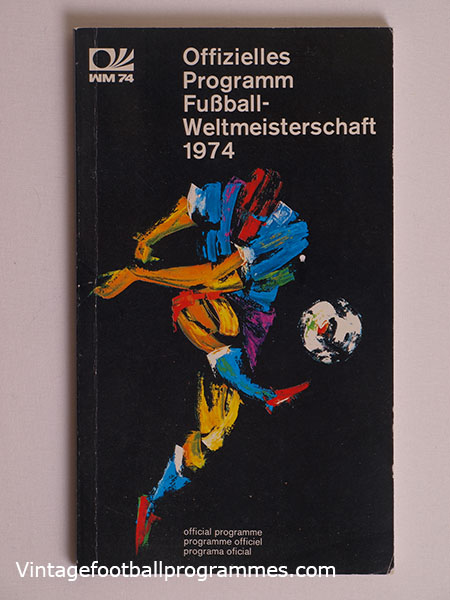 WM 74
Offizielles
Programm
Fußball-
Weltmeisterschaft
1974
official programme
programme officiel
programa oficial
Vintagefootballprogrammes.com